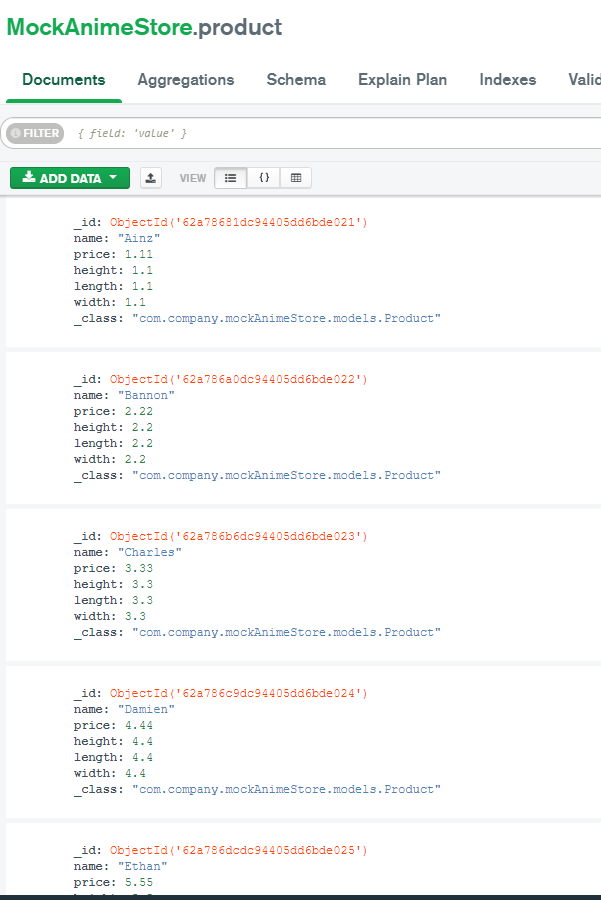 MockAnimeStore.product
Documents Aggregations Schema Explain Plan Indexes Valid
FILTER { field: 'value' }
ADD DATA VIEW {}
_id: ObjectId('62a78681dc94405dd6bde021')
name: "Ainz"
price: 1.11
height: 1.1
length: 1.1
width: 1.1
_class: "com.company.mockAnimeStore.models.Product"
_id: ObjectId('62a786a0dc94405dd6bde022')
name: "Bannon"
price: 2.22
height: 2.2
length: 2.2
width: 2.2
_class: "com.company.mockAnimeStore.models.Product"
_id: ObjectId('62a786b6dc94405dd6bde023')
name: "Charles"
price: 3.33
height: 3.3
length: 3.3
width: 3.3
_class: "com.company.mockAnimeStore.models.Product"
_id: ObjectId('62a786c9dc94405dd6bde024')
name: "Damien"
price: 4.44
height: 4.4
length: 4.4
width: 4.4
_class: "com.company.mockAnimeStore.models.Product"
_id: ObjectId('62a786dcdc94405dd6bde025')
name: "Ethan"
price: 5.55